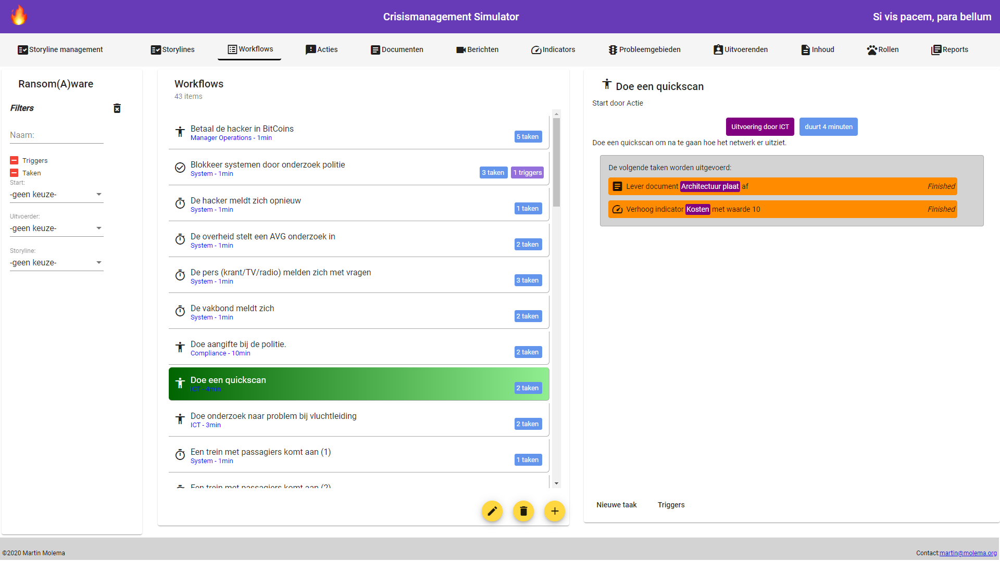 Crisismanagement Simulator
Si vis pacem, para bellum
Storyline management
Storylines
Workflows
Acties
Documenten
Berichten
Indicators
Probleemgebieden
Uitvoerenden
Inhoud
Rollen
Reports
Ransom(A)ware
Filters
Naam:
Triggers
Taken
Start:
-geen keuze-
Uitvoerder:
-geen keuze-
Storyline:
-geen keuze-
Workflows
43 items
Betaal de hacker in BitCoins
Manager Operations - 1min
5 taken
Blokkeer systemen door onderzoek politie
System - 1min
3 taken
1 triggers
De hacker meldt zich opnieuw
System - 1min
1 taken
De overheid stelt een AVG onderzoek in
System - 1min
2 taken
De pers (krant/TV/radio) melden zich met vragen
System - 1min
3 taken
De vakbond meldt zich
System - 1min
2 taken
Doe aangifte bij de politie.
Compliance - 10min
2 taken
Doe een quickscan
ICT - 4min
2 taken
Doe onderzoek naar problem bij vluchtleiding
ICT - 3min
2 taken
Een trein met passagiers komt aan (1)
System - 1min
1 taken
Een trein met passagiers komt aan (2)
Doe een quickscan
Start door Actie
Uitvoering door ICT
duurt 4 minuten
Doe een quickscan om na te gaan hoe het netwerk er uitziet.
De volgende taken worden uitgevoerd:
Lever document Architectuur plaat af
Finished
Verhoog indicator Kosten met waarde 10
Finished
Nieuwe taak
Triggers
©2020 Martin Molema
Contact:martin@molema.org